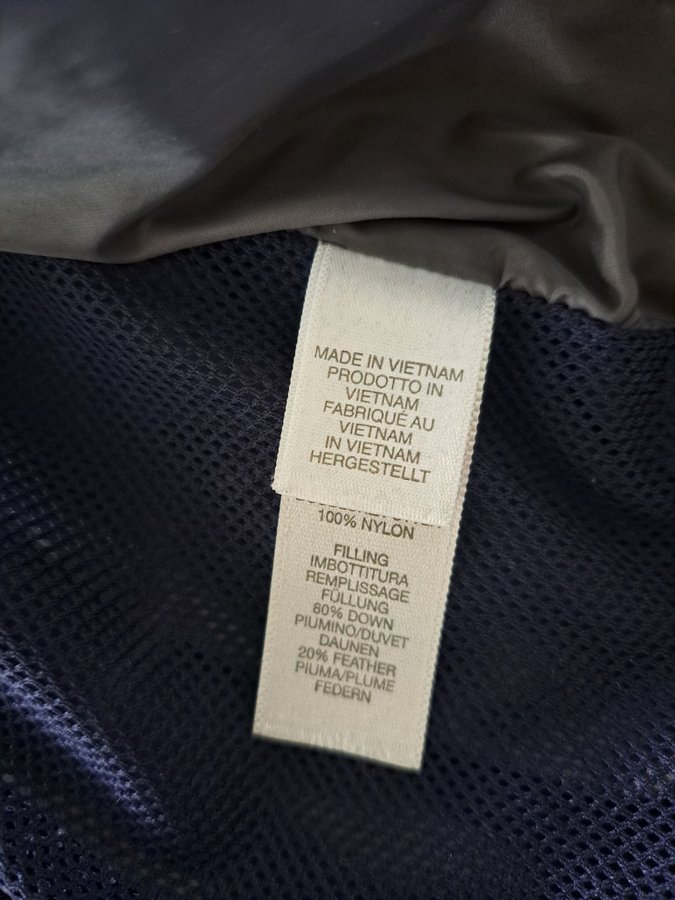 MADE IN VIETNAM
PRODOTTO IN
VIETNAM
FABRIQUÉ AU
VIETNAM
IN VIETNAM
HERGESTELLT
100% NYLON
FILLING
IMBOTTITURA
REMPLISSAGE
FÜLLUNG
80% DOWN
PIUMINO/DUVET
DAUNEN
20% FEATHER
PIUMA/PLUME
FEDERN